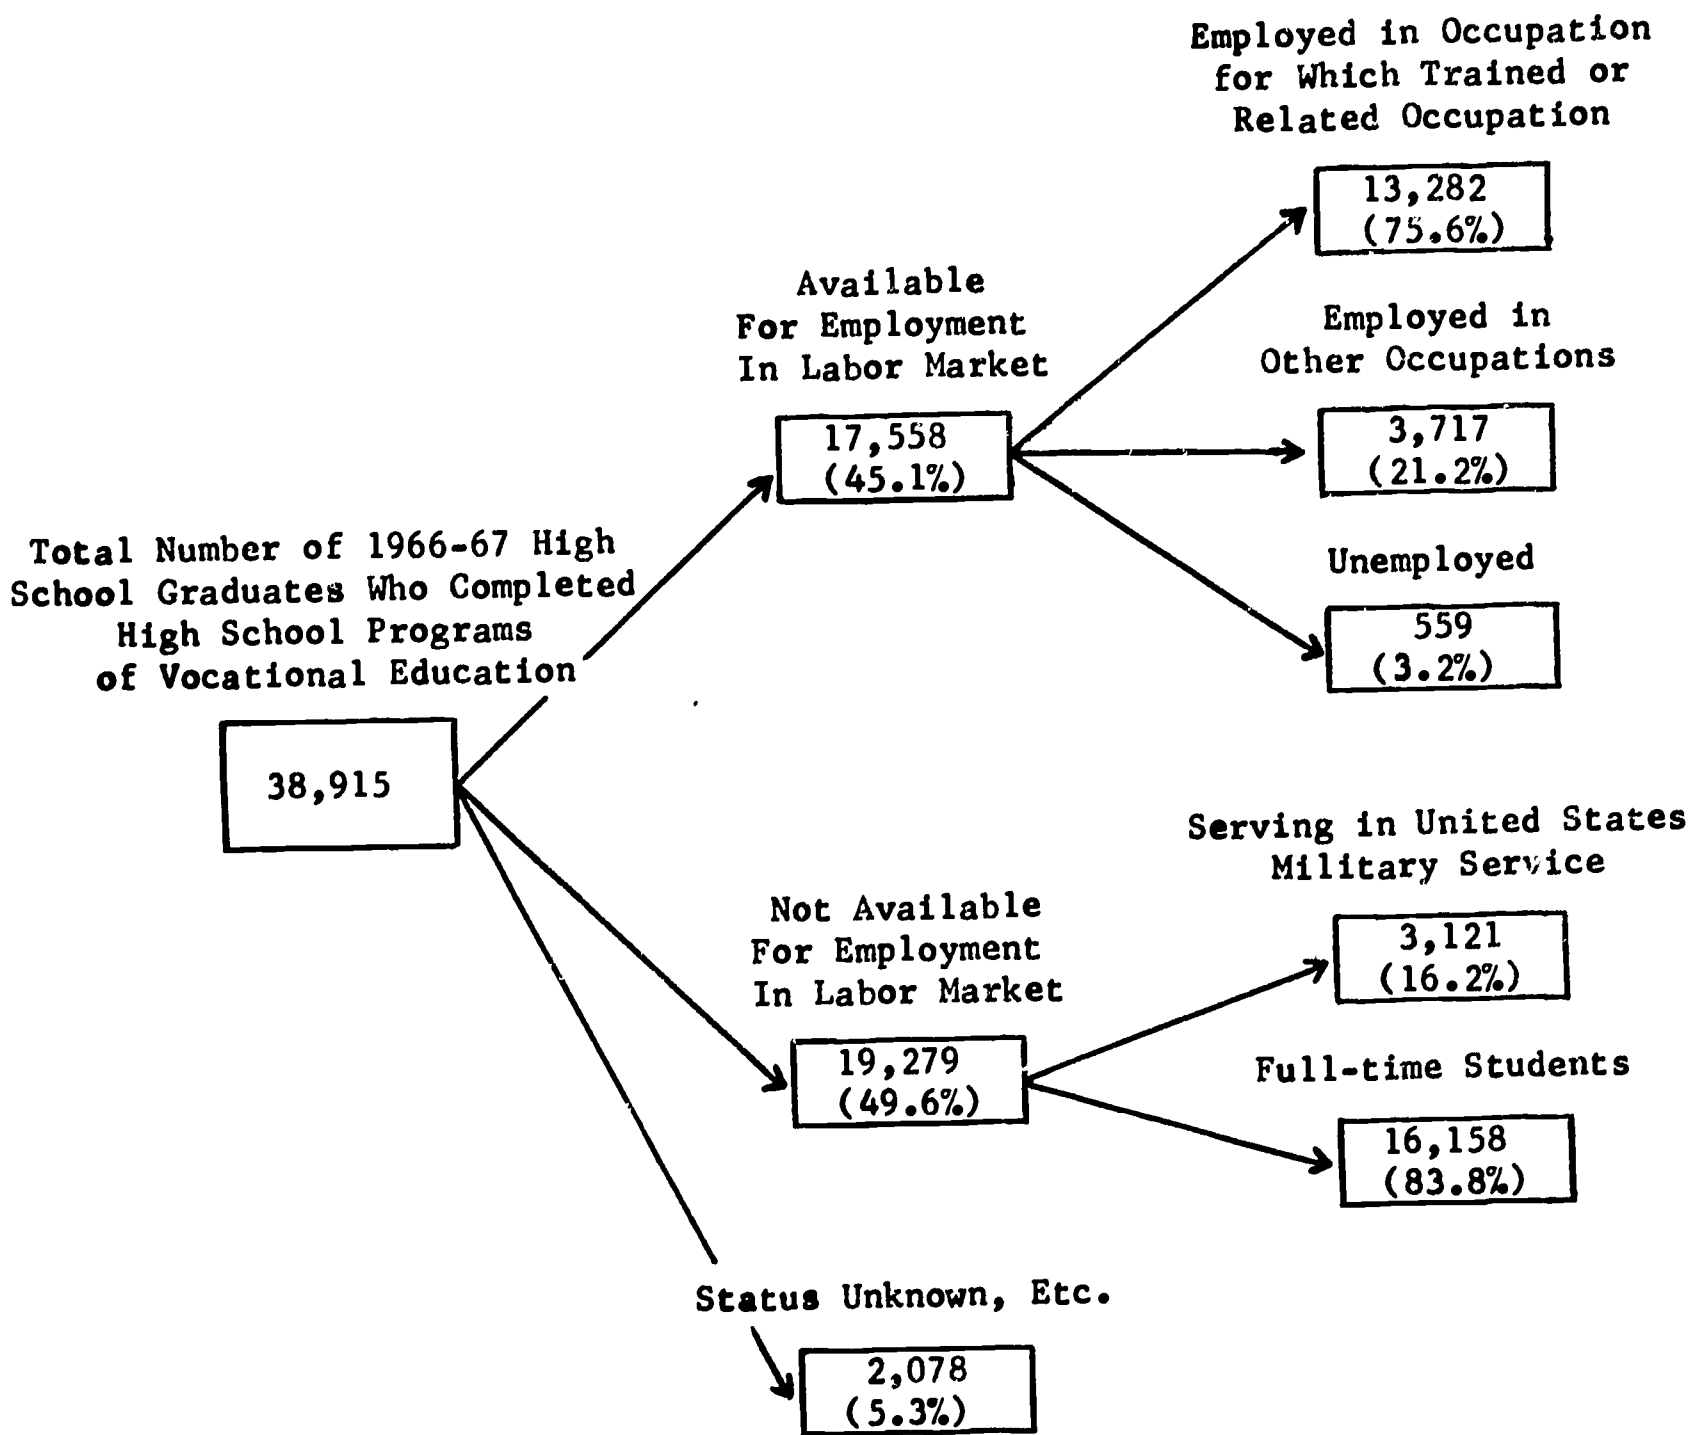 Employed in Occupation
for Which Trained or
Related Occupation
13,282
(75.6%)
Available
For Employment
In Labor Market
17,558
(45.1%)
Employed in
Other Occupations
3,717
(21.2%)
Unemployed
559
(3.2%)
Total Number of 1966-67 High
School Graduates Who Completed
High School Programs
of Vocational Education
38,915
Not Available
For Employment
In Labor Market
19,279
(49.6%)
Serving in United States
Military Service
3,121
(16.2%)
Full-time Students
16,158
(83.8%)
Status Unknown, Etc.
2,078
(5.3%)